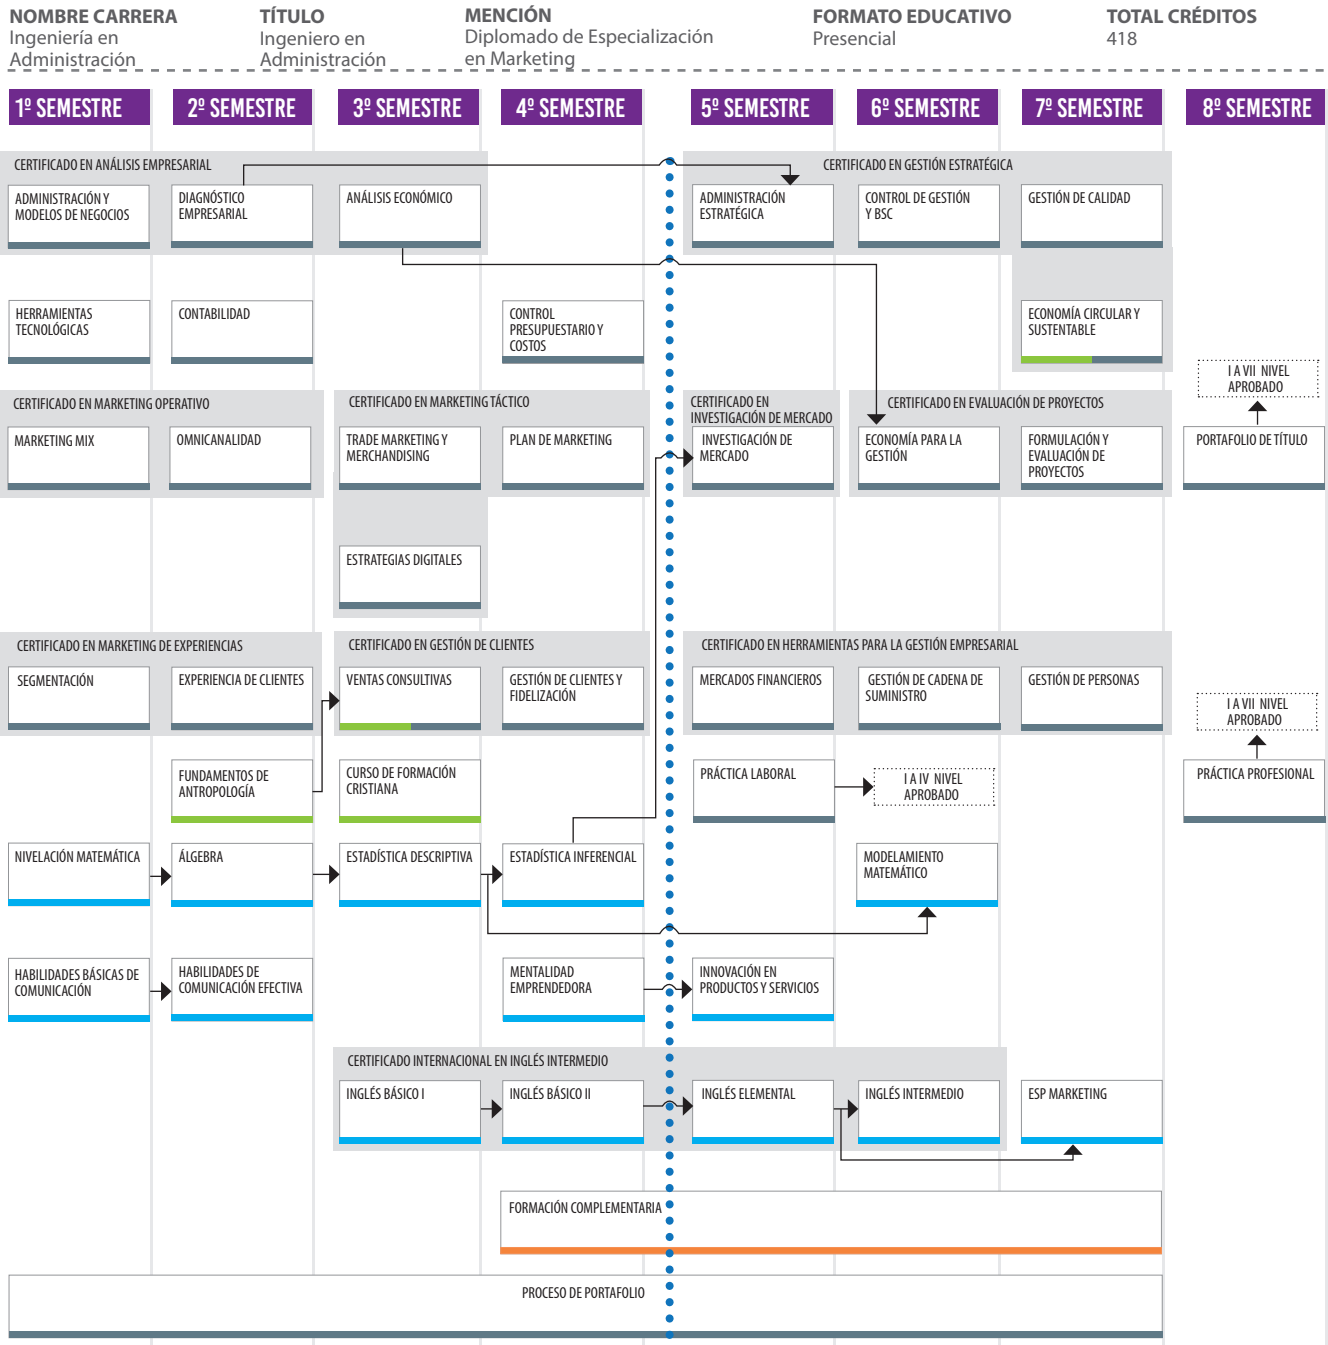 NOMBRE CARRERA
Ingeniería en
Administración
TÍTULO
Ingeniero en
Administración
MENCIÓN
Diplomado de Especialización
en Marketing
FORMATO EDUCATIVO
Presencial
TOTAL CRÉDITOS
418
1º SEMESTRE
2º SEMESTRE
3º SEMESTRE
4º SEMESTRE
5º SEMESTRE
6º SEMESTRE
7º SEMESTRE
8º SEMESTRE
CERTIFICADO EN ANÁLISIS EMPRESARIAL
CERTIFICADO EN GESTIÓN ESTRATÉGICA
ADMINISTRACIÓN Y
MODELOS DE NEGOCIOS
DIAGNÓSTICO
EMPRESARIAL
ANÁLISIS ECONÓMICO
ADMINISTRACIÓN
ESTRATÉGICA
CONTROL DE GESTIÓN
Y BSC
GESTIÓN DE CALIDAD
HERRAMIENTAS
TECNOLÓGICAS
CONTABILIDAD
CONTROL
PRESUPUESTARIO Y
COSTOS
ECONOMÍA CIRCULAR Y
SUSTENTABLE
I A VII NIVEL
APROBADO
CERTIFICADO EN MARKETING OPERATIVO
CERTIFICADO EN MARKETING TÁCTICO
CERTIFICADO EN
INVESTIGACIÓN DE MERCADO
CERTIFICADO EN EVALUACIÓN DE PROYECTOS
MARKETING MIX
OMNICANALIDAD
TRADE MARKETING Y
MERCHANDISING
PLAN DE MARKETING
INVESTIGACIÓN DE
MERCADO
ECONOMÍA PARA LA
GESTIÓN
FORMULACIÓN Y
EVALUACIÓN DE
PROYECTOS
PORTAFOLIO DE TÍTULO
ESTRATEGIAS DIGITALES
CERTIFICADO EN MARKETING DE EXPERIENCIAS
CERTIFICADO EN GESTIÓN DE CLIENTES
CERTIFICADO EN HERRAMIENTAS PARA LA GESTIÓN EMPRESARIAL
SEGMENTACIÓN
EXPERIENCIA DE CLIENTES
VENTAS CONSULTIVAS
GESTIÓN DE CLIENTES Y
FIDELIZACIÓN
MERCADOS FINANCIEROS
GESTIÓN DE CADENA DE
SUMINISTRO
GESTIÓN DE PERSONAS
I A VII NIVEL
APROBADO
FUNDAMENTOS DE
ANTROPOLOGÍA
CURSO DE FORMACIÓN
CRISTIANA
PRÁCTICA LABORAL
I A IV NIVEL
APROBADO
PRÁCTICA PROFESIONAL
NIVELACIÓN MATEMÁTICA
ÁLGEBRA
ESTADÍSTICA DESCRIPTIVA
ESTADÍSTICA INFERENCIAL
MODELAMIENTO
MATEMÁTICO
HABILIDADES BÁSICAS DE
COMUNICACIÓN
HABILIDADES DE
COMUNICACIÓN EFECTIVA
MENTALIDAD
EMPRENDEDORA
INNOVACIÓN EN
PRODUCTOS Y SERVICIOS
CERTIFICADO INTERNACIONAL EN INGLÉS INTERMEDIO
INGLÉS BÁSICO I
INGLÉS BÁSICO II
INGLÉS ELEMENTAL
INGLÉS INTERMEDIO
ESP MARKETING
FORMACIÓN COMPLEMENTARIA
PROCESO DE PORTAFOLIO